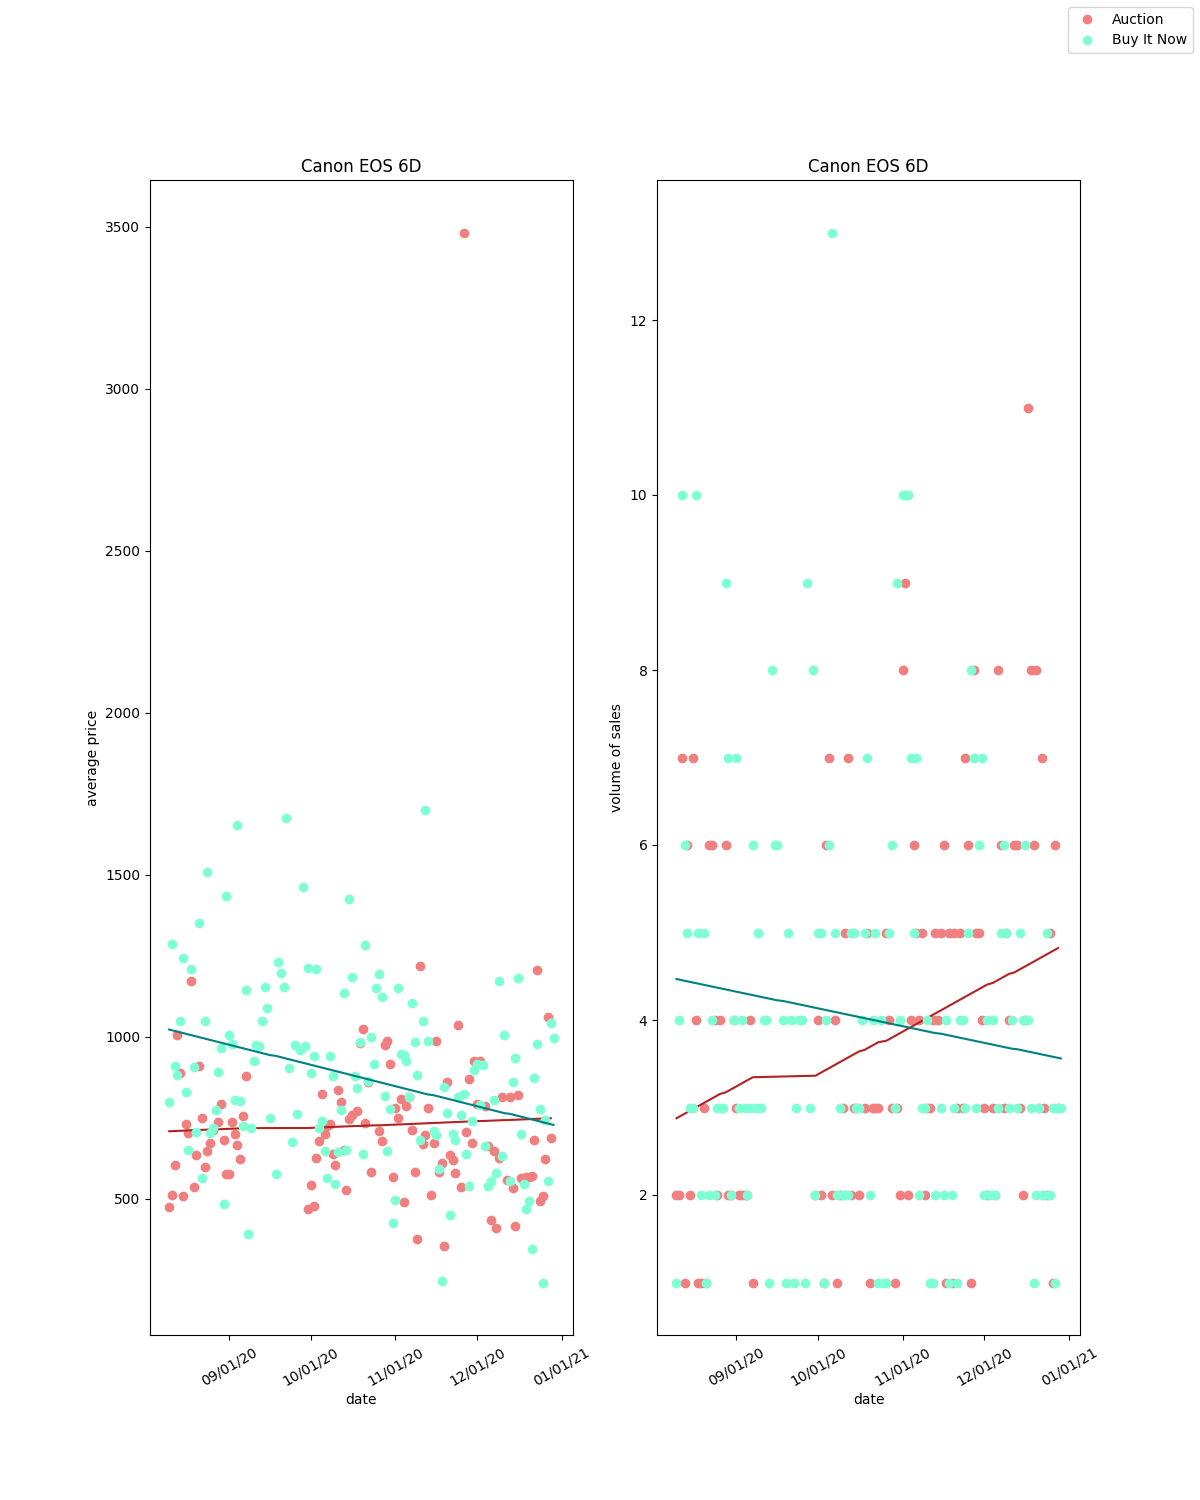 Auction
Buy It Now
Canon EOS 6D
average price
3500
3000
2500
2000
1500
1000
500
09/01/20
10/01/20
11/01/20
12/01/20
01/01/21
date
Canon EOS 6D
volume of sales
12
10
8
6
4
2
09/01/20
10/01/20
11/01/20
12/01/20
01/01/21
date